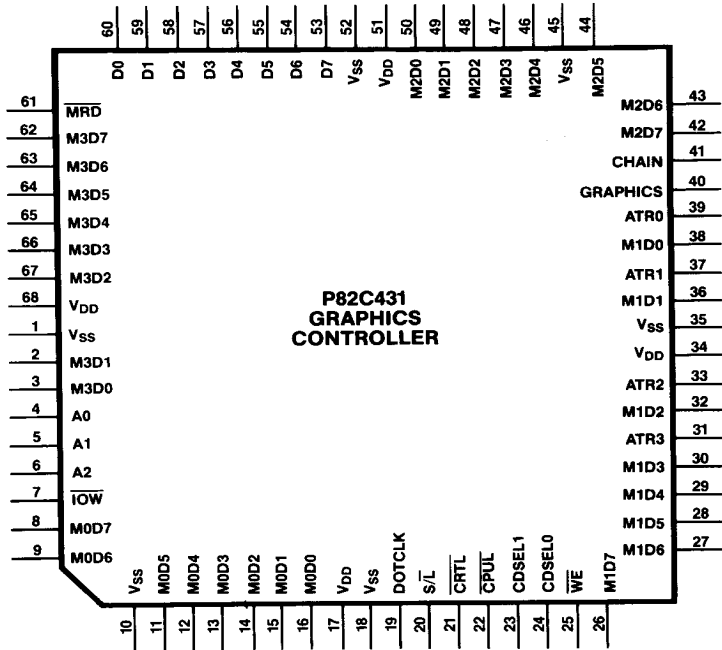 60 59 58 57 56 55 54 53 52 51 50 49 48 47 46 45 44
D0 D1 D2 D3 D4 D5 D6 D7 VSS VDD M2D0 M2D1 M2D2 M2D3 M2D4 VSS M2D5
61 M̅R̅D̅
62 M3D7
63 M3D6
64 M3D5
65 M3D4
66 M3D3
67 M3D2
68 VDD
1 VSS
2 M3D1
3 M3D0
4 A0
5 A1
6 A2
7 I̅O̅W̅
8 M0D7
9 M0D6
P82C431
GRAPHICS
CONTROLLER
M2D6 43
M2D7 42
CHAIN 41
GRAPHICS 40
ATR0 39
M1D0 38
ATR1 37
M1D1 36
VSS 35
VDD 34
ATR2 33
M1D2 32
ATR3 31
M1D3 30
M1D4 29
M1D5 28
M1D6 27
VSS M0D5 M0D4 M0D3 M0D2 M0D1 M0D0 VDD VSS DOTCLK S/L̅ C̅R̅T̅L̅ C̅P̅U̅L̅ CDSEL1 CDSEL0 W̅E̅ M1D7
10 11 12 13 14 15 16 17 18 19 20 21 22 23 24 25 26